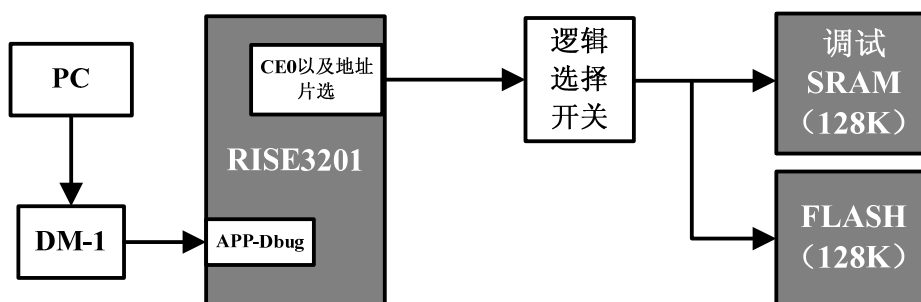 PC
DM-1
CE0以及地址
片选
RISE3201
APP-Dbug
逻辑
选择
开关
调试
SRAM
（128K）
FLASH
（128K）